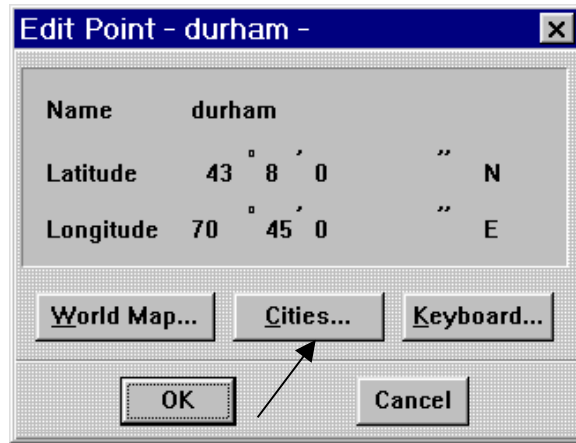 Edit Point - durham -
Name durham
Latitude 43 ° 8 ' 0 " N
Longitude 70 ° 45 ' 0 " E
World Map... Cities... Keyboard...
OK Cancel